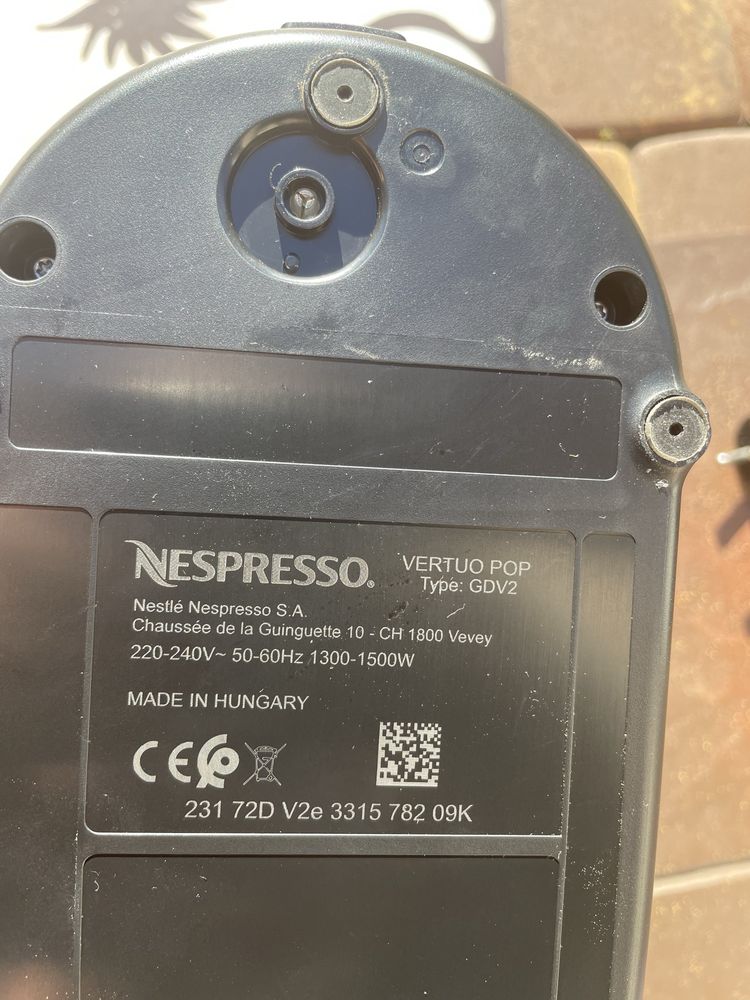 NESPRESSO®
VERTUO POP
Type: GDV2
Nestlé Nespresso S.A.
Chaussée de la Guinguette 10 - CH 1800 Vevey
220-240V~ 50-60Hz 1300-1500W
MADE IN HUNGARY
CE
231 72D V2e 3315 782 09K